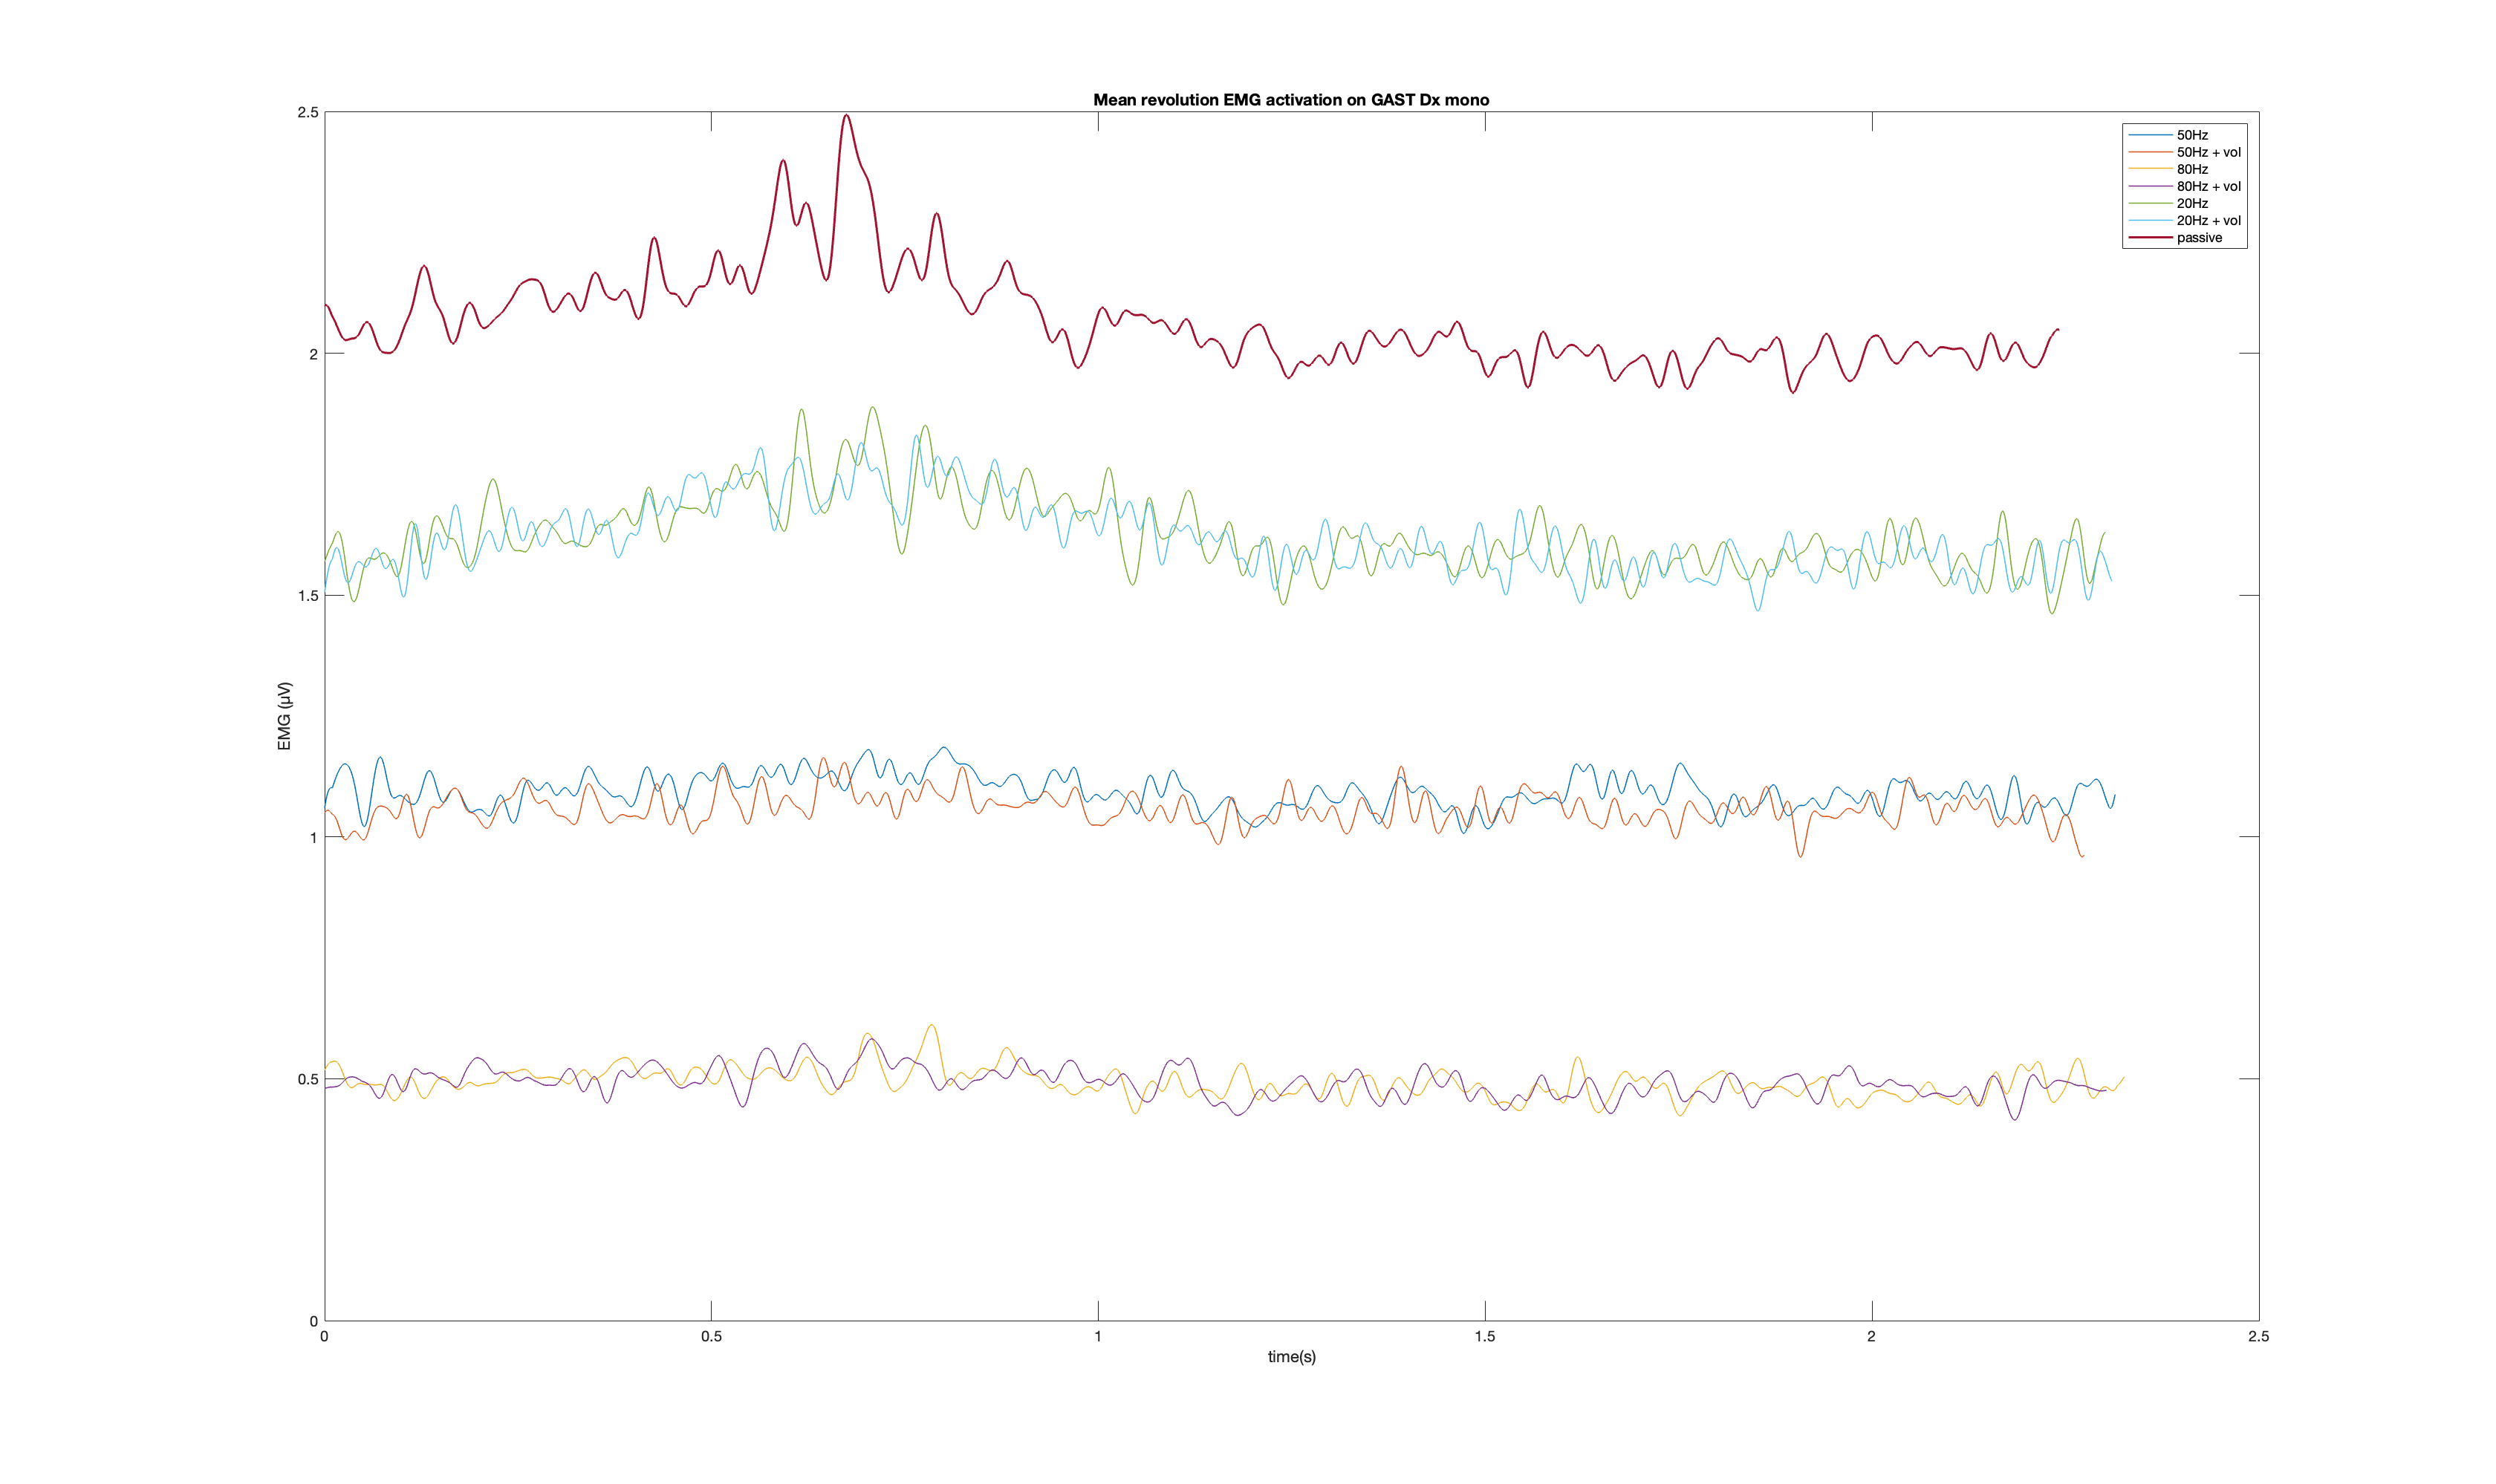 Mean revolution EMG activation on GAST Dx mono
2.5
50Hz
50Hz + vol
80Hz
80Hz + vol
20Hz
20Hz + vol
passive
2
1.5
EMG (µV)
1
0.5
0
0
0.5
1
1.5
2
2.5
time(s)